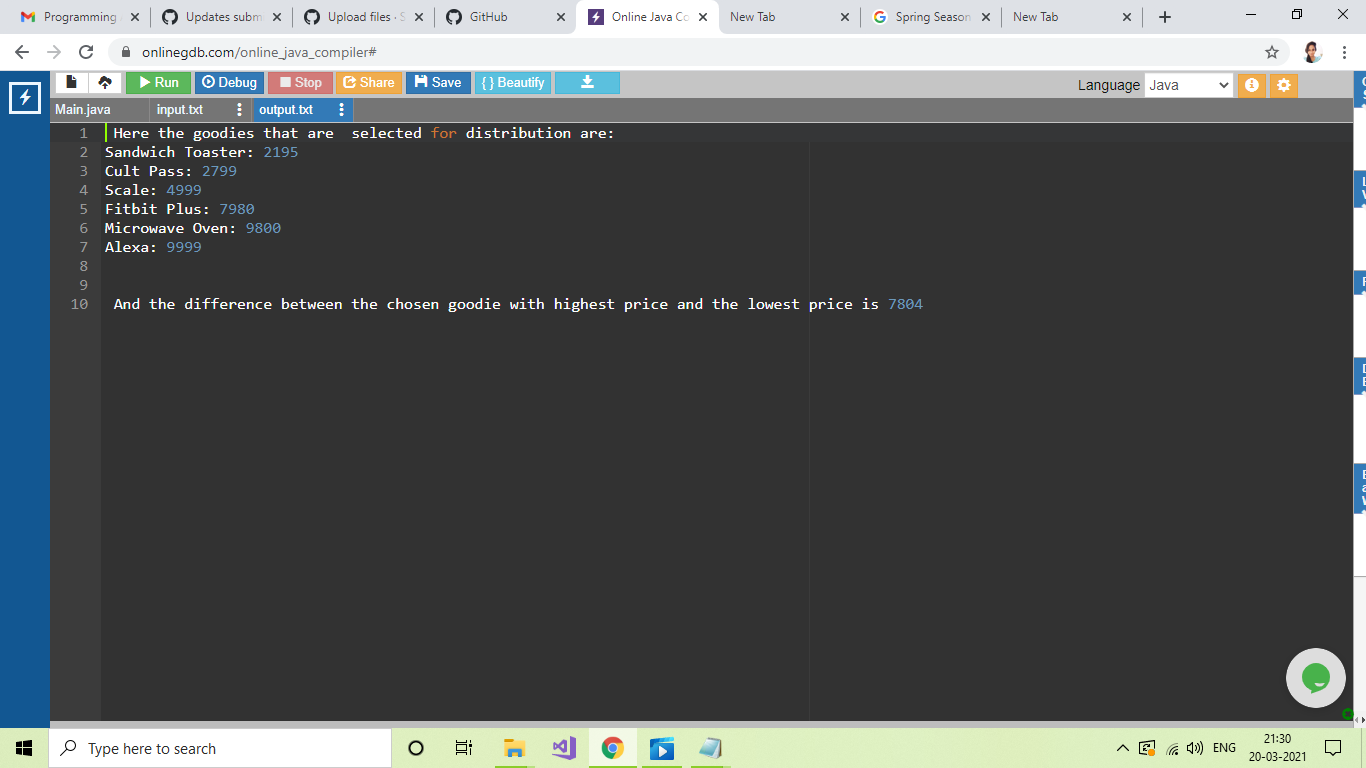 Programming
Updates subm
Upload files · S
GitHub
Online Java Co
New Tab
Spring Season
New Tab
onlinegdb.com/online_java_compiler#
Run Debug Stop Share Save { } Beautify
Language Java
Main.java input.txt output.txt
1 Here the goodies that are  selected for distribution are:
2 Sandwich Toaster: 2195
3 Cult Pass: 2799
4 Scale: 4999
5 Fitbit Plus: 7980
6 Microwave Oven: 9800
7 Alexa: 9999
8
9
10 And the difference between the chosen goodie with highest price and the lowest price is 7804
Type here to search
ENG
21:30
20-03-2021